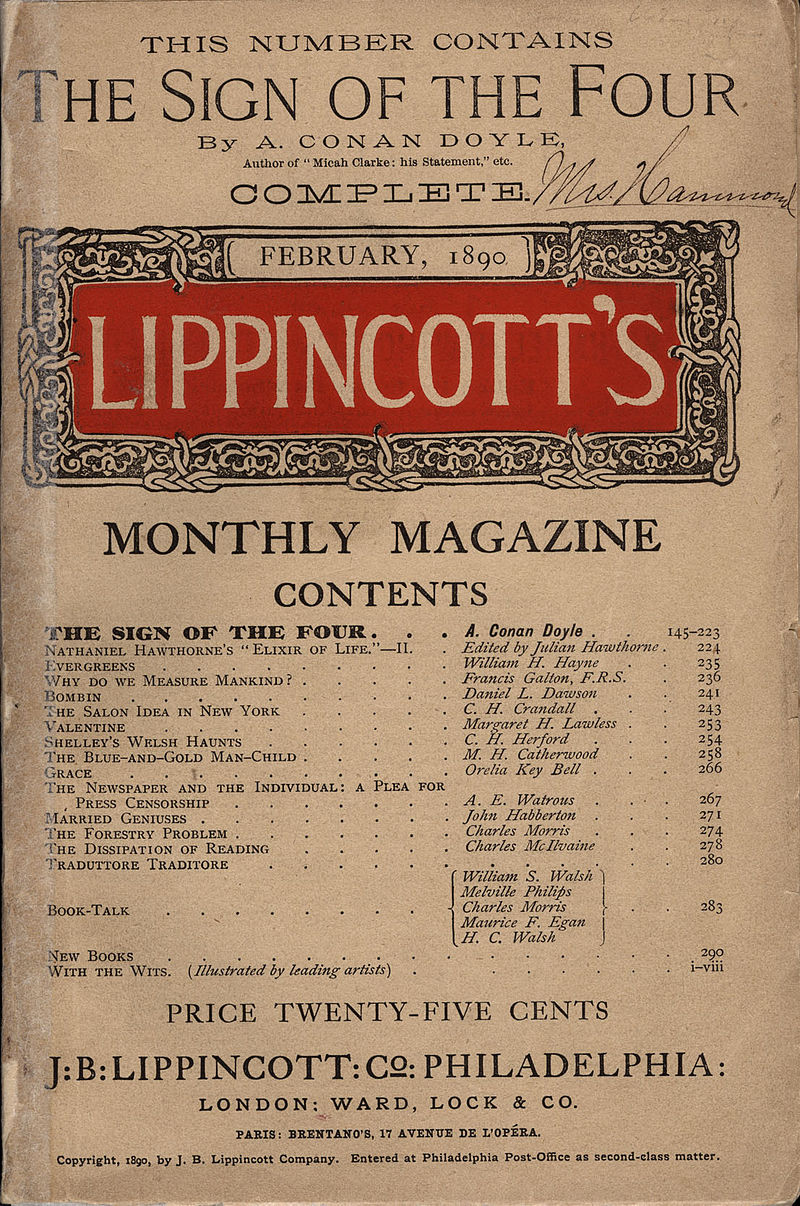 THIS NUMBER CONTAINS
THE SIGN OF THE FOUR
By A. CONAN DOYLE,
Author of "Micah Clarke: his Statement," etc.
COMPLETE.
Mrs. Hammond
FEBRUARY, 1890
LIPPINCOTT'S
MONTHLY MAGAZINE
CONTENTS
THE SIGN OF THE FOUR . . . A. Conan Doyle . . 145-223
NATHANIEL HAWTHORNE'S "ELIXIR OF LIFE."—II. . Edited by Julian Hawthorne . 224
EVERGREENS . . . . . . . . . William H. Hayne . . 235
WHY DO WE MEASURE MANKIND? . . . . . Francis Galton, F.R.S. . 236
BOMBIN . . . . . . . . . . Daniel L. Dawson . . 241
THE SALON IDEA IN NEW YORK . . . . . C. H. Crandall . . . 243
VALENTINE . . . . . . . . . Margaret H. Lawless . . 253
SHELLEY'S WELSH HAUNTS . . . . . . C. H. Herford . . . 254
THE BLUE-AND-GOLD MAN-CHILD . . . . . M. H. Catherwood . . 258
GRACE . . . . . . . . . . Orelia Key Bell . . . 266
THE NEWSPAPER AND THE INDIVIDUAL: A PLEA FOR
PRESS CENSORSHIP . . . . . . . A. E. Watrous . . . 267
MARRIED GENIUSES . . . . . . . . John Habberton . . . 271
THE FORESTRY PROBLEM . . . . . . . Charles Morris . . . 274
THE DISSIPATION OF READING . . . . . Charles McIlvaine . . 278
TRADUTTORE TRADITORE . . . . . . . . . . . . 280
William S. Walsh
Melville Philips
BOOK-TALK . . . . . . . . Charles Morris . . 283
Maurice F. Egan
H. C. Walsh
NEW BOOKS . . . . . . . . . . . . . . . 290
WITH THE WITS. (Illustrated by leading artists) . . . . . . . i-viii
PRICE TWENTY-FIVE CENTS
J:B:LIPPINCOTT:Co:PHILADELPHIA:
LONDON: WARD, LOCK & CO.
PARIS: BRENTANO'S, 17 AVENUE DE L'OPÉRA.
Copyright, 1890, by J. B. Lippincott Company. Entered at Philadelphia Post-Office as second-class matter.